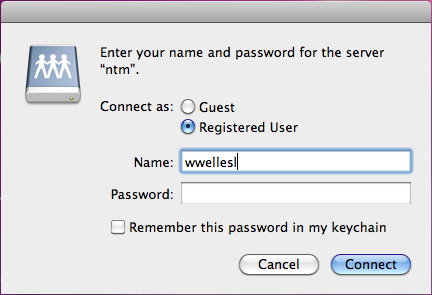 Enter your name and password for the server
“ntm”.
Connect as: Guest
Registered User
Name: wwellesl
Password:
Remember this password in my keychain
Cancel Connect